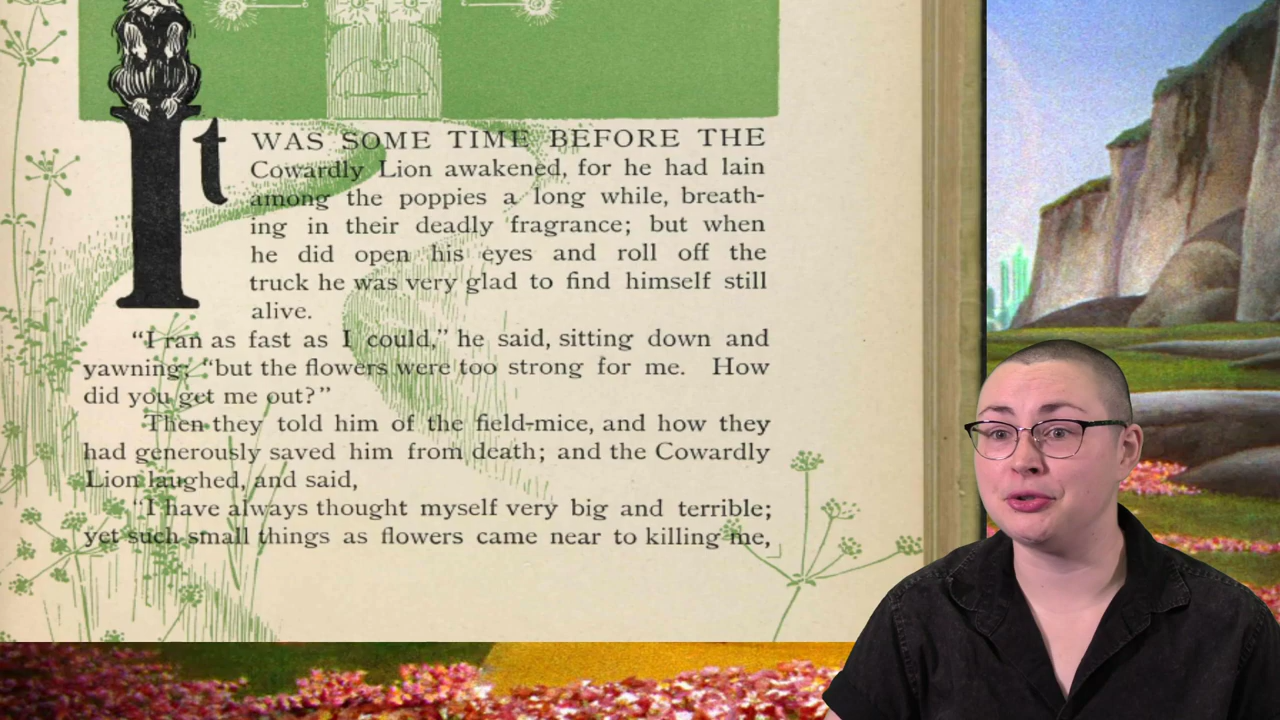 It WAS SOME TIME BEFORE THE
Cowardly Lion awakened, for he had lain
among the poppies a long while, breath-
ing in their deadly fragrance; but when
he did open his eyes and roll off the
truck he was very glad to find himself still
alive.
“I ran as fast as I could,” he said, sitting down and
yawning; “but the flowers were too strong for me. How
did you get me out?”
Then they told him of the field-mice, and how they
had generously saved him from death; and the Cowardly
Lion laughed, and said,
“I have always thought myself very big and terrible;
yet such small things as flowers came near to killing me,